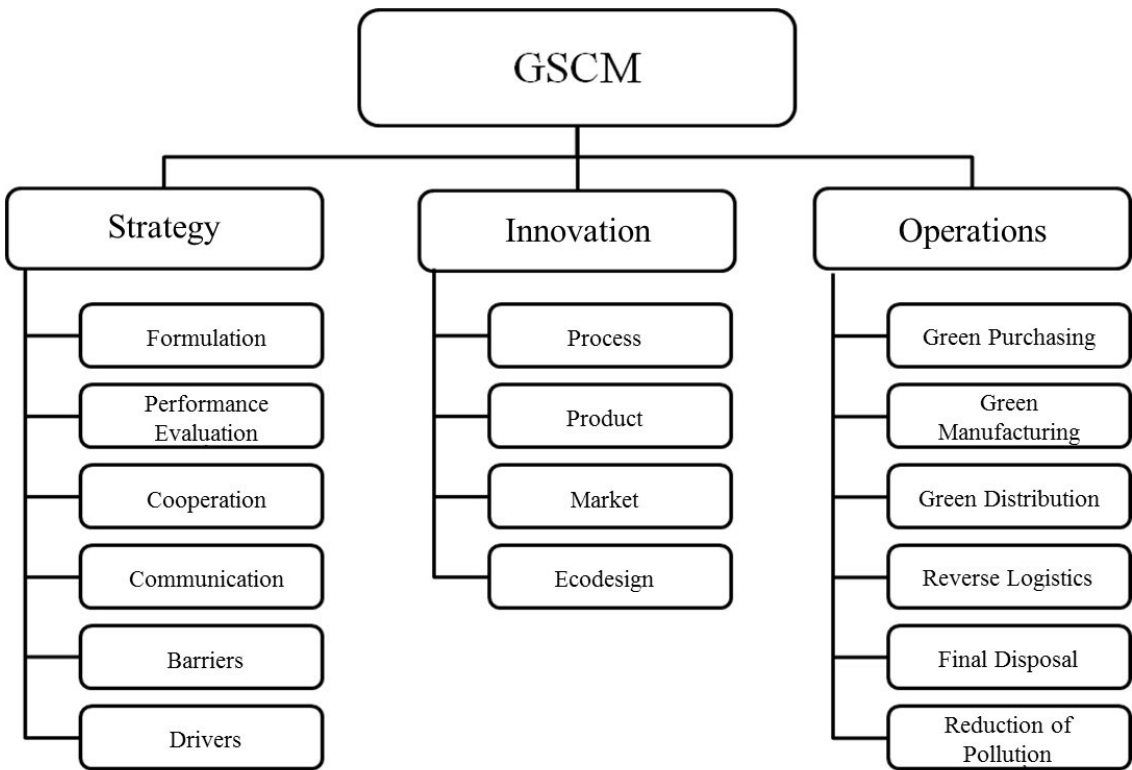 GSCM
Strategy
Formulation
Performance
Evaluation
Cooperation
Communication
Barriers
Drivers
Innovation
Process
Product
Market
Ecodesign
Operations
Green Purchasing
Green
Manufacturing
Green Distribution
Reverse Logistics
Final Disposal
Reduction of
Pollution